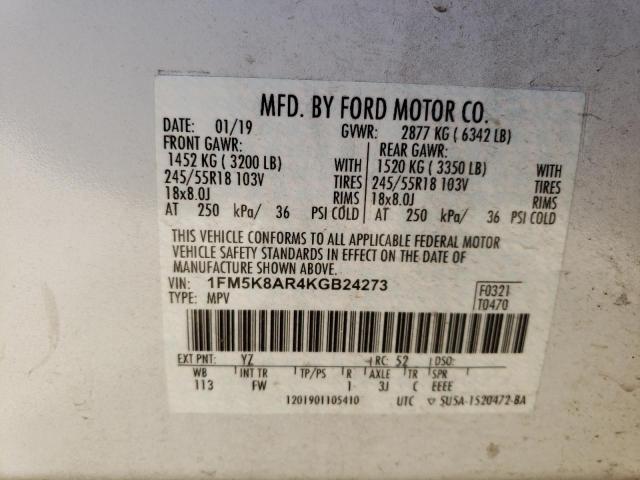 MFD. BY FORD MOTOR CO.
DATE: 01/19 GVWR: 2877 KG ( 6342 LB)
FRONT GAWR: REAR GAWR:
1452 KG ( 3200 LB) WITH 1520 KG ( 3350 LB) WITH
245/55R18 103V TIRES 245/55R18 103V TIRES
18x8.0J RIMS 18x8.0J RIMS
AT 250 kPa/ 36 PSI COLD AT 250 kPa/ 36 PSI COLD
THIS VEHICLE CONFORMS TO ALL APPLICABLE FEDERAL MOTOR
VEHICLE SAFETY STANDARDS IN EFFECT ON THE DATE OF
MANUFACTURE SHOWN ABOVE.
VIN: 1FM5K8AR4KGB24273 F0321
TYPE: MPV T0470
EXT PNT: YZ RC: 52 DSO:
WB INT TR TP/PS R AXLE TR SPR
113 FW 1 3J C EEEE
1201901105410 UTC ▽ SU5A-1520472-BA